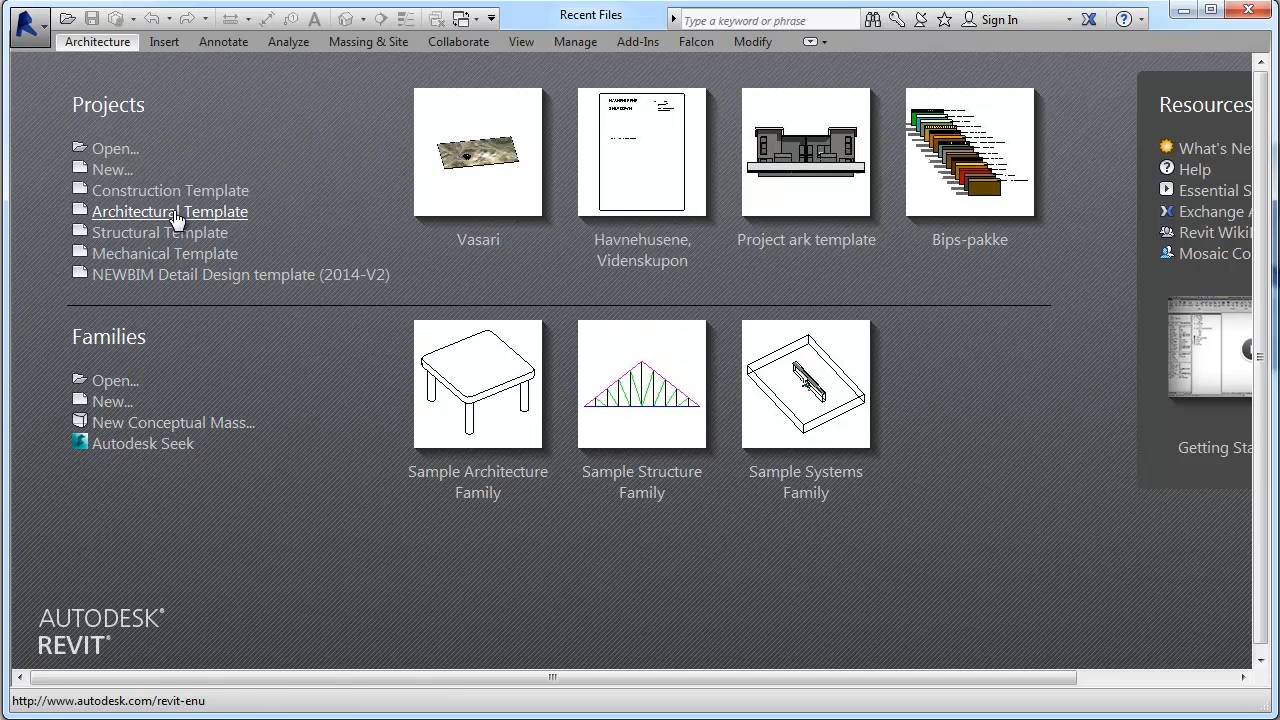 Recent Files
Type a keyword or phrase
Sign In
Architecture
Insert
Annotate
Analyze
Massing & Site
Collaborate
View
Manage
Add-Ins
Falcon
Modify
Projects
Open...
New...
Construction Template
Architectural Template
Structural Template
Mechanical Template
NEWBIM Detail Design template (2014-V2)
Vasari
Havnehusene,
Videnskupon
Project ark template
Bips-pakke
Resources
What's Ne
Help
Essential S
Exchange A
Revit Wiki
Mosaic Co
Getting Sta
Families
Open...
New...
New Conceptual Mass...
Autodesk Seek
Sample Architecture
Family
Sample Structure
Family
Sample Systems
Family
AUTODESK®
REVIT®
http://www.autodesk.com/revit-enu